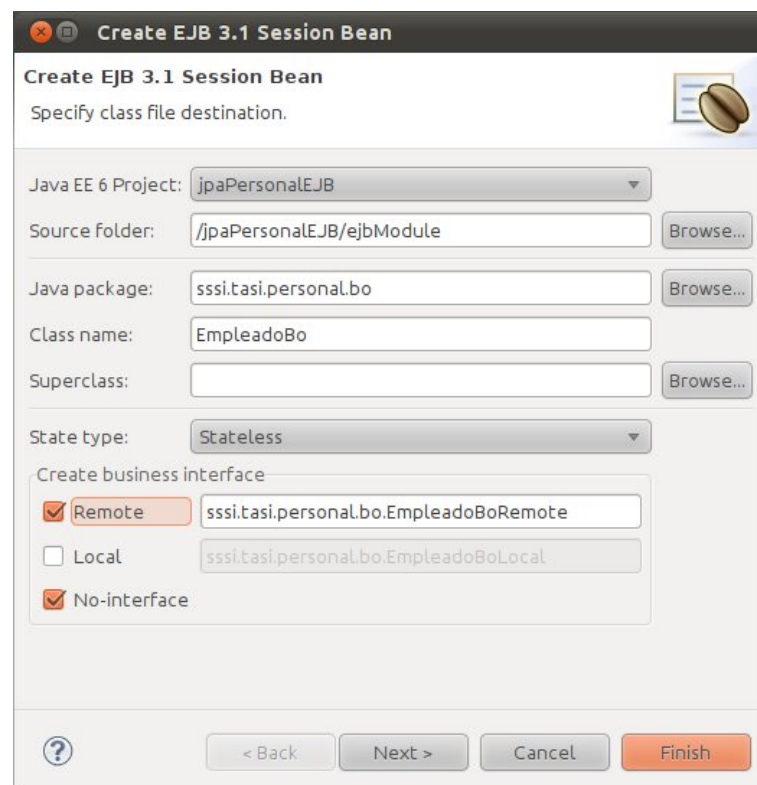 Create EJB 3.1 Session Bean
Create EJB 3.1 Session Bean
Specify class file destination.
Java EE 6 Project: jpaPersonalEJB
Source folder: /jpaPersonalEJB/ejbModule Browse...
Java package: sssi.tasi.personal.bo Browse...
Class name: EmpleadoBo
Superclass: Browse...
State type: Stateless
Create business interface
Remote sssi.tasi.personal.bo.EmpleadoBoRemote
Local sssi.tasi.personal.bo.EmpleadoBoLocal
No-interface
? < Back Next > Cancel Finish